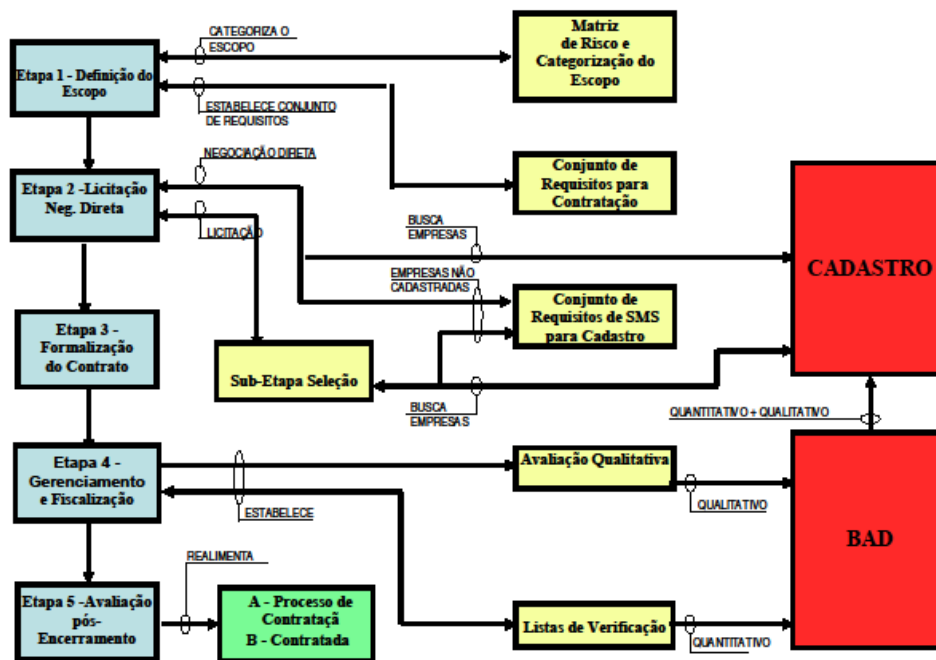 CATEGORIZA O
ESCOPO
Matriz
de Risco e
Categorização do
Escopo
Etapa 1 - Definição do
Escopo
ESTABELECE CONJUNTO
DE REQUISITOS
NEGOCIAÇÃO DIRETA
Etapa 2 -Licitação
Neg. Direta
Conjunto de
Requisitos para
Contratação
LICITAÇÃO
BUSCA
EMPRESAS
CADASTRO
EMPRESAS NÃO
CADASTRADAS
Conjunto de
Requisitos de SMS
para Cadastro
Etapa 3 -
Formalização
do Contrato
Sub-Etapa Seleção
BUSCA
EMPRESAS
QUANTITATIVO + QUALITATIVO
Etapa 4 -
Gerenciamento
e Fiscalização
Avaliação Qualitativa
QUALITATIVO
ESTABELECE
BAD
REALIMENTA
Etapa 5 -Avaliação
pós-
Encerramento
A - Processo de
Contrataçã
B - Contratada
Listas de Verificação
QUANTITATIVO